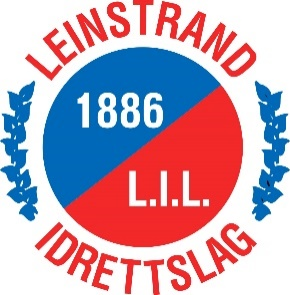 LEINSTRAND
1886
L.I.L.
IDRETTSLAG